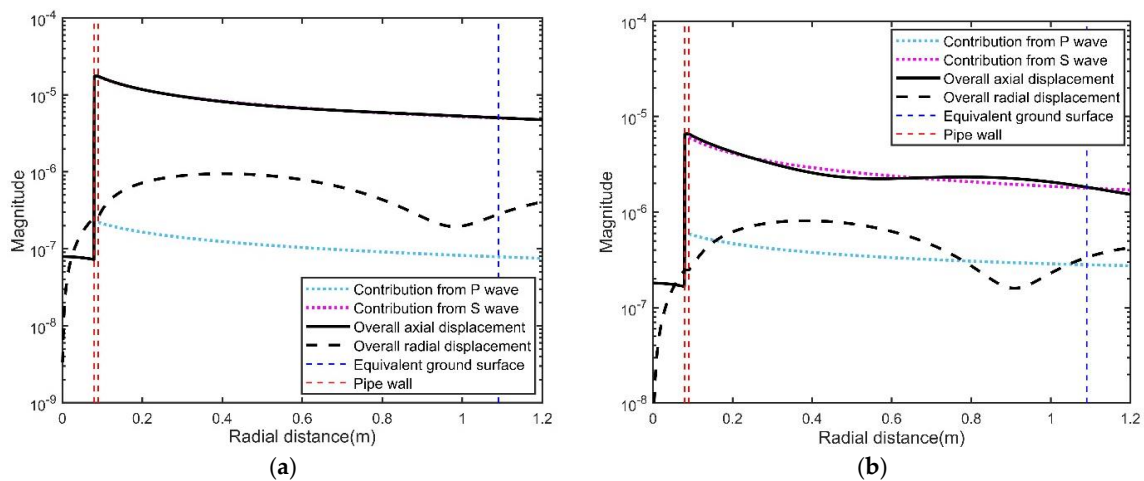 10^-4
10^-5
10^-6
10^-7
10^-8
10^-9
Magnitude
0 0.2 0.4 0.6 0.8 1 1.2
Radial distance(m)
Contribution from P wave
Contribution from S wave
Overall axial displacement
Overall radial displacement
Equivalent ground surface
Pipe wall
(a)
10^-4
10^-5
10^-6
10^-7
10^-8
Magnitude
0 0.2 0.4 0.6 0.8 1 1.2
Radial distance(m)
Contribution from P wave
Contribution from S wave
Overall axial displacement
Overall radial displacement
Equivalent ground surface
Pipe wall
(b)